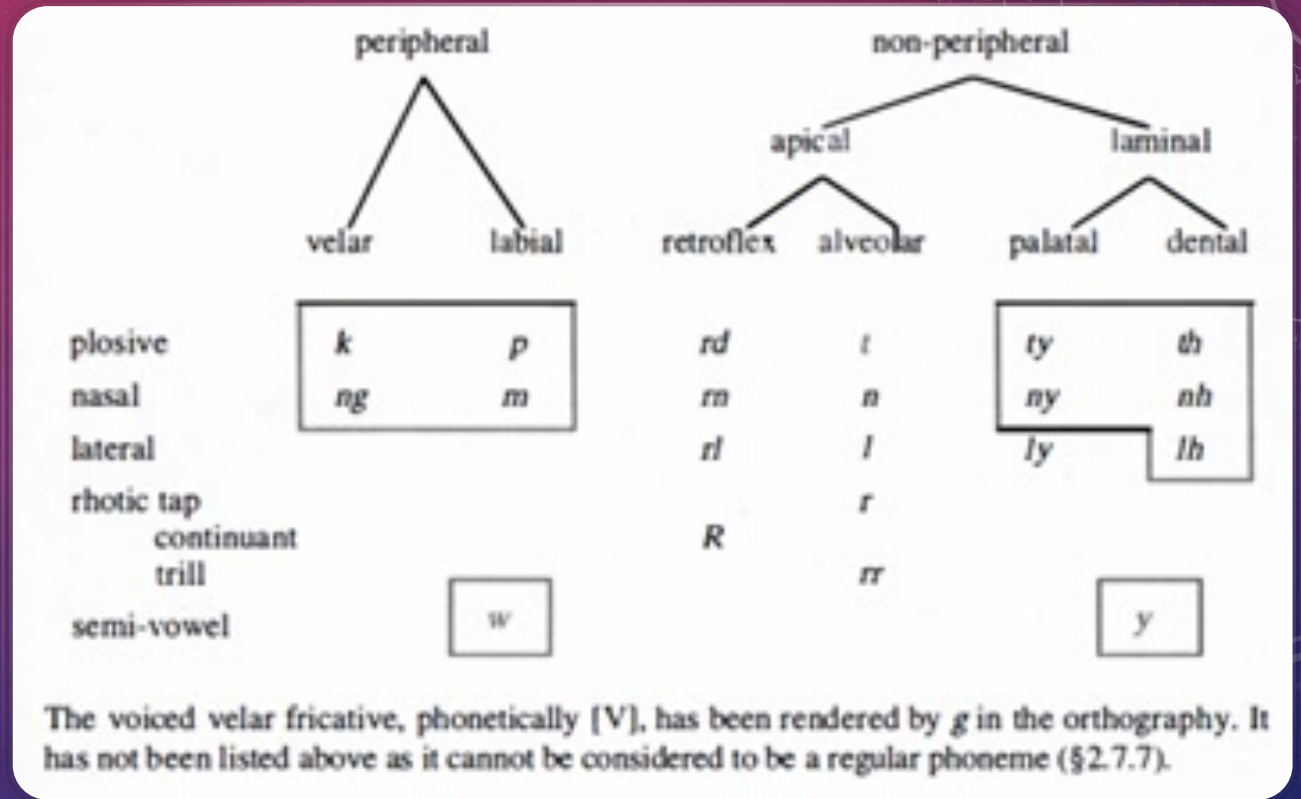 peripheral non-peripheral
apical laminal
velar labial retroflex alveolar palatal dental
plosive k p rd t ty th
nasal ng m rn n ny nh
lateral rl l ly lh
rhotic tap r
continuant R
trill rr
semi-vowel w y
The voiced velar fricative, phonetically [V], has been rendered by g in the orthography. It
has not been listed above as it cannot be considered to be a regular phoneme (§2.7.7).